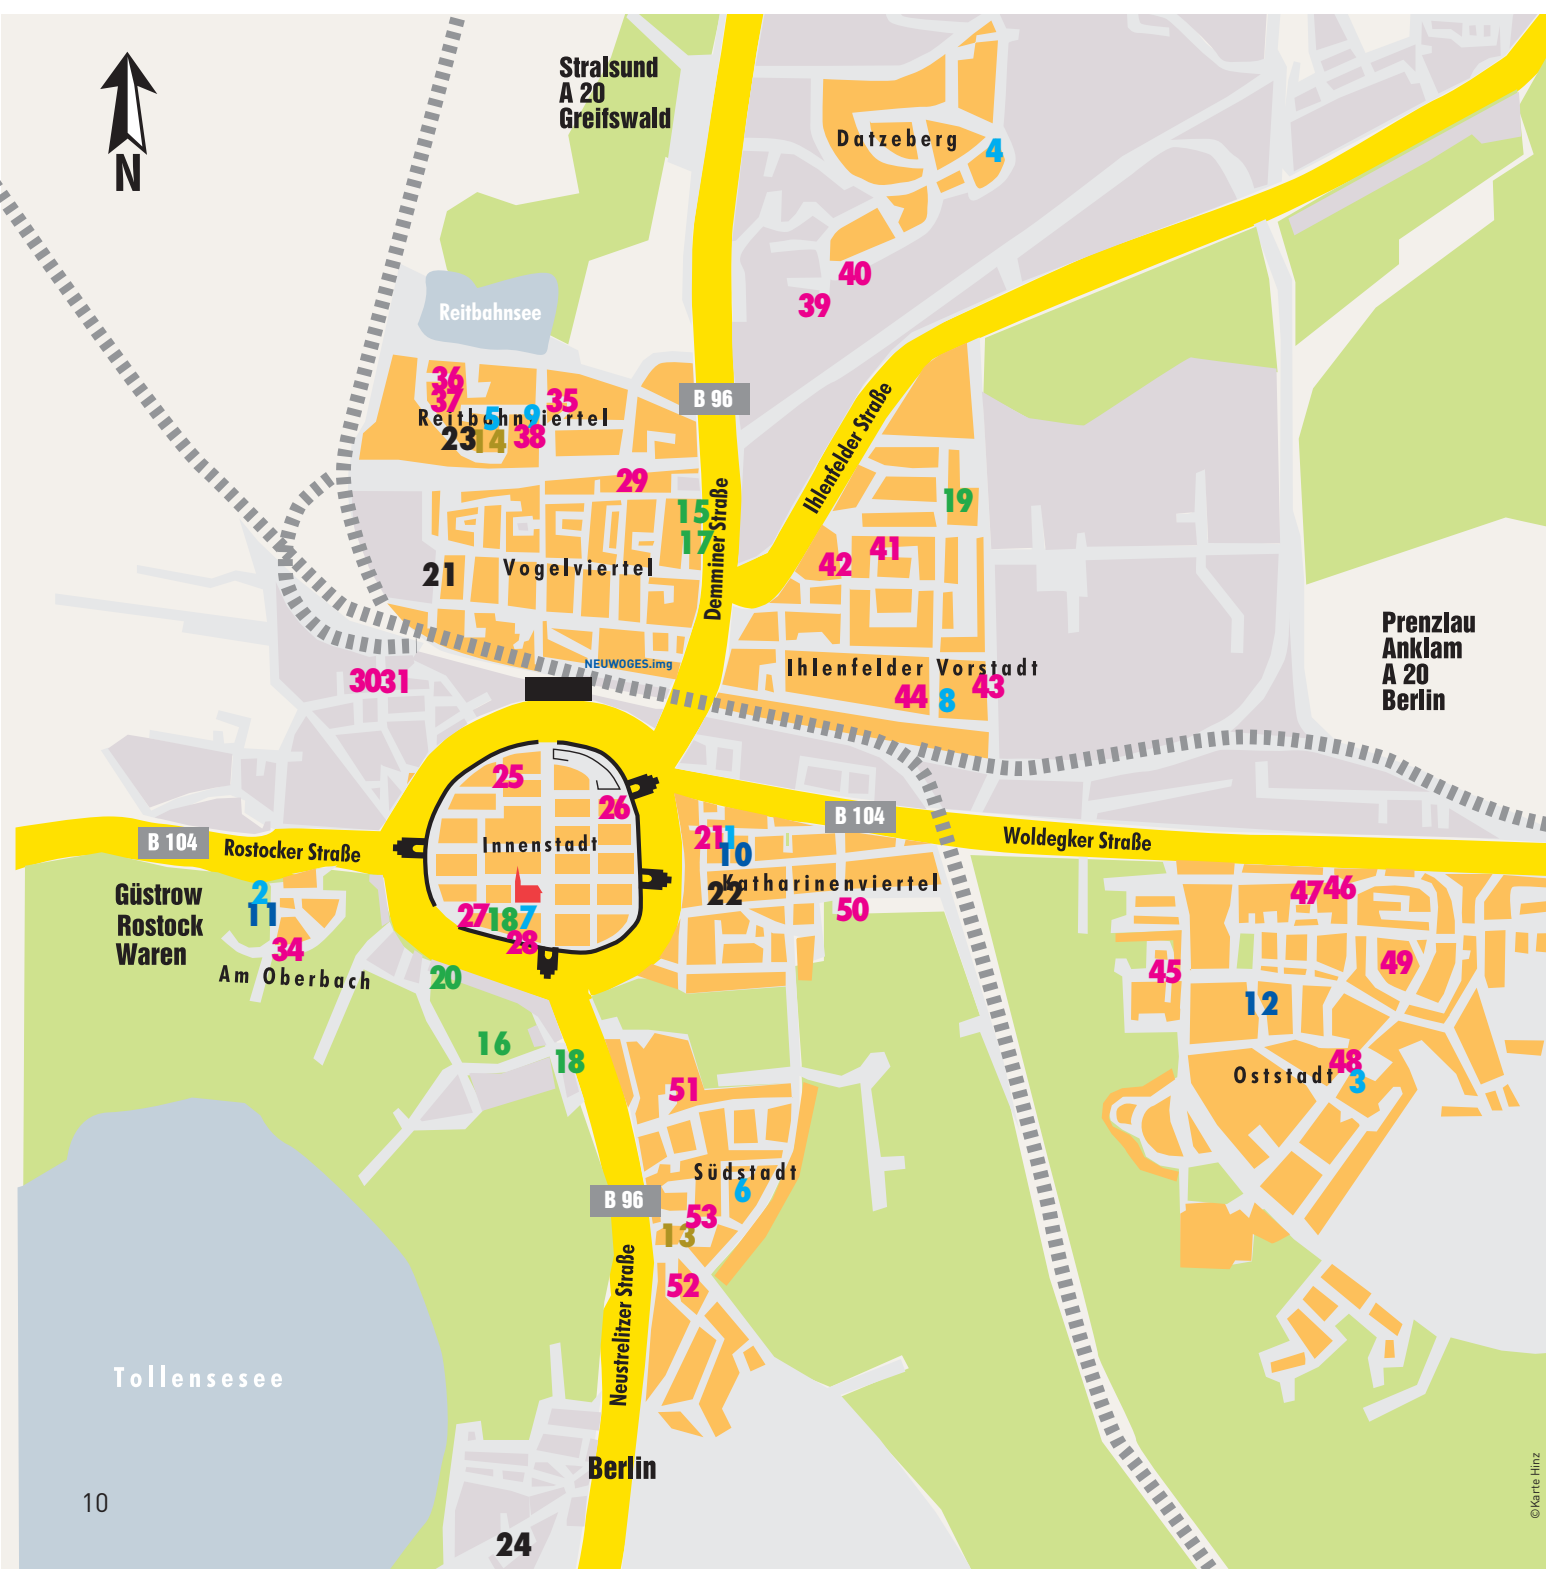 Stralsund
A 20
Greifswald
N
Datzeberg
4
40
39
Reitbahnsee
36
37
35
5
9
Reitbahnviertel
23
14
38
B 96
Ihlenfelder Straße
29
15
17
Demminer Straße
19
41
42
21
Vogelviertel
NEUWOGES.img
Ihlenfelder Vorstadt
44
8
43
Prenzlau
Anklam
A 20
Berlin
3031
25
26
Innenstadt
27
18
7
28
B 104
Rostocker Straße
Güstrow
Rostock
Waren
2
11
34
Am Oberbach
20
16
18
B 104
Woldegker Straße
21
1
10
22
Katharinenviertel
50
47
46
45
49
12
48
3
Oststadt
51
Südstadt
6
53
13
52
B 96
Neustrelitzer Straße
Tollensesee
Berlin
24
10
©Karte Hinz